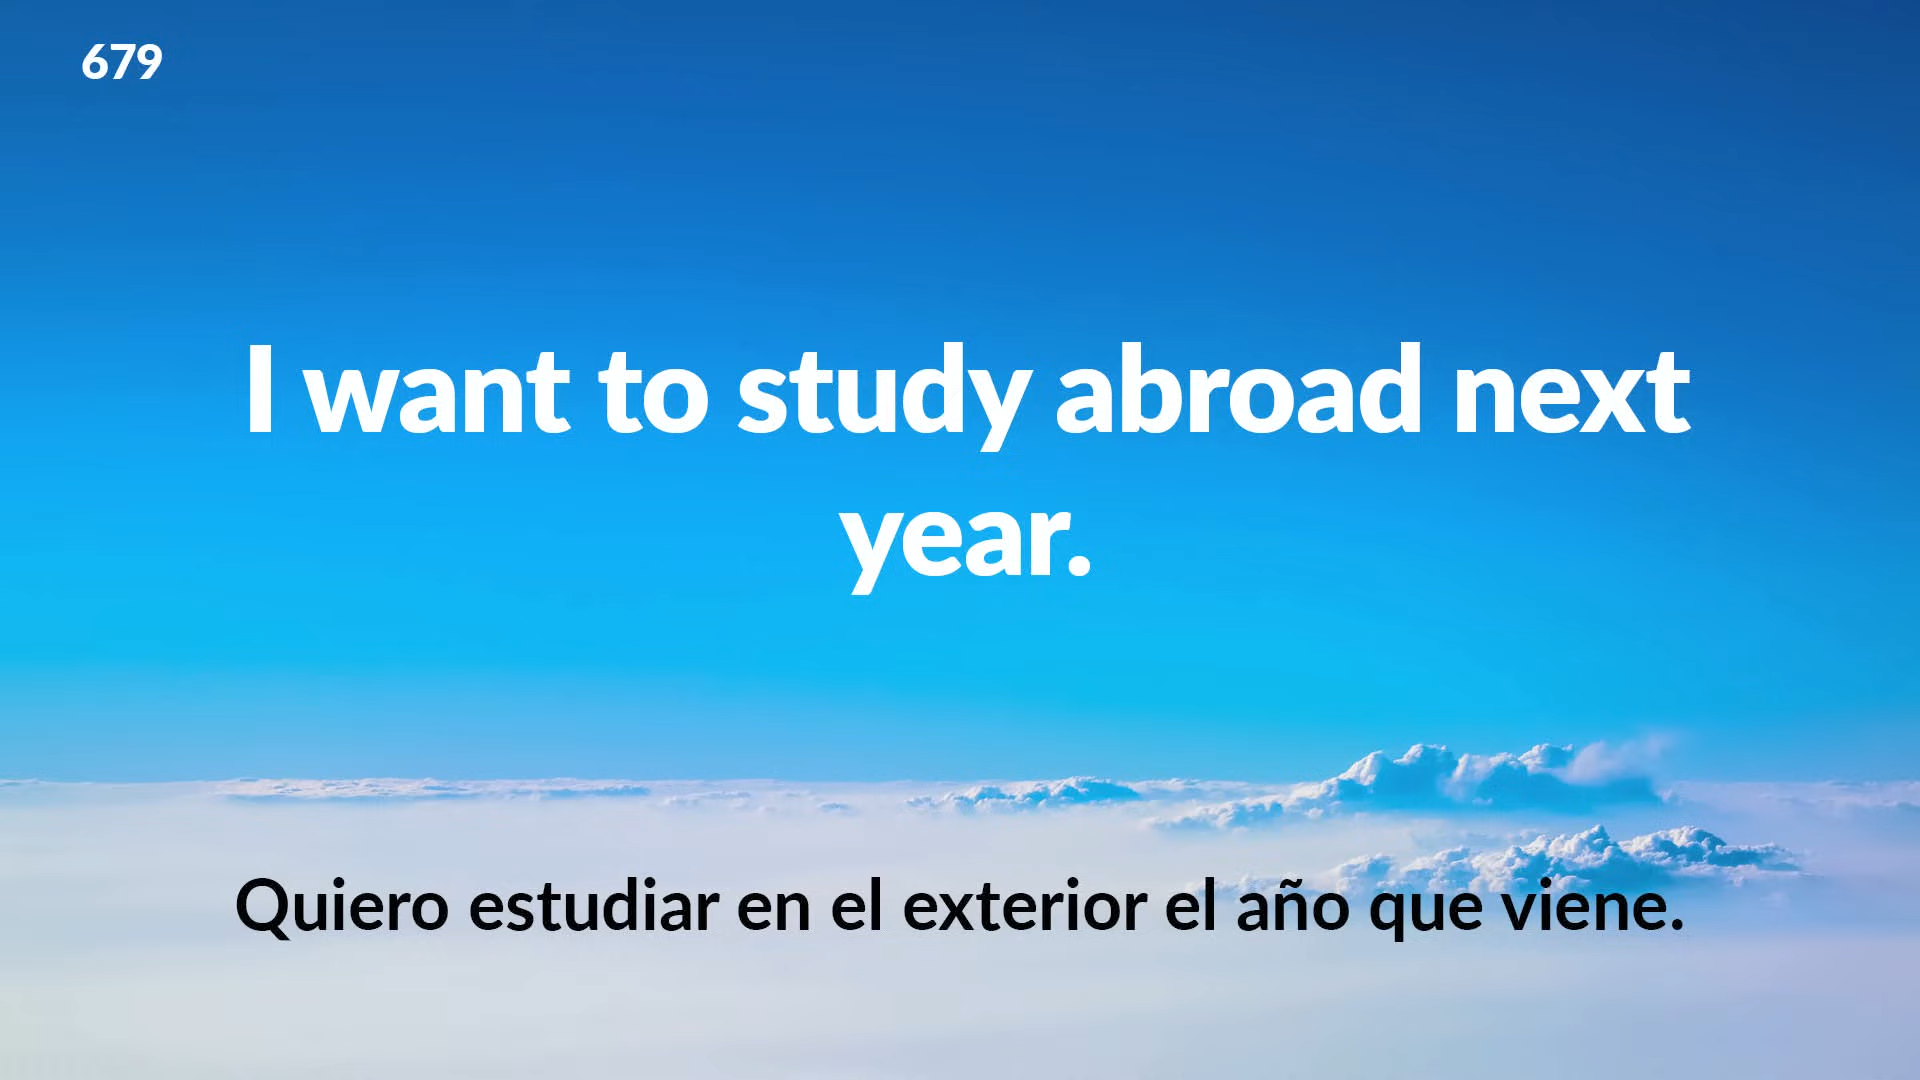 679
I want to study abroad next
year.
Quiero estudiar en el exterior el año que viene.